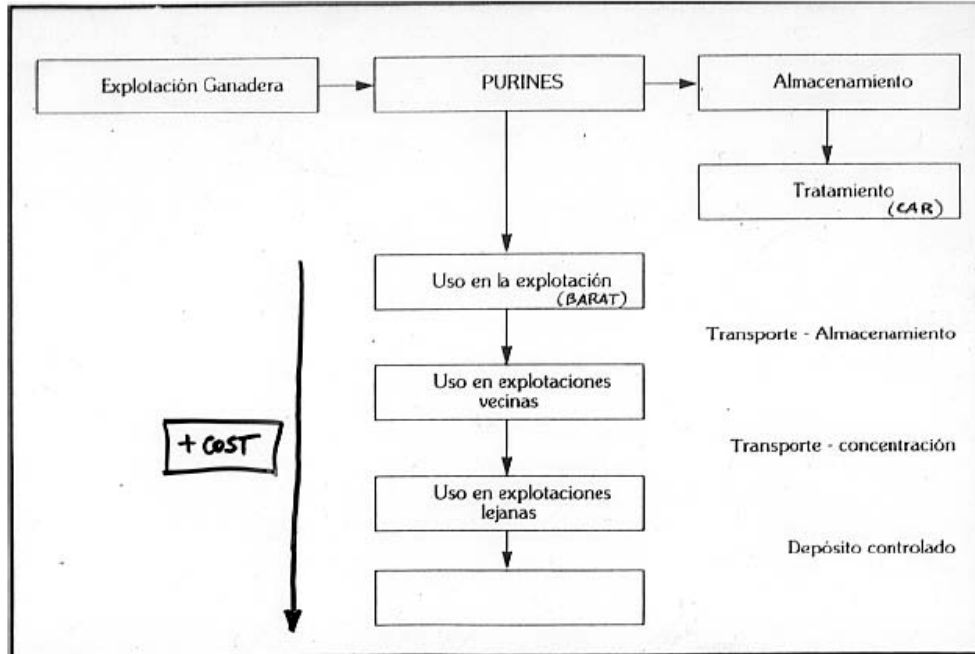 Explotación Ganadera
PURINES
Almacenamiento
Tratamiento
(CAR)
Uso en la explotación
(BARAT)
Transporte - Almacenamiento
Uso en explotaciones
vecinas
+ COST
Transporte - concentración
Uso en explotaciones
lejanas
Depósito controlado